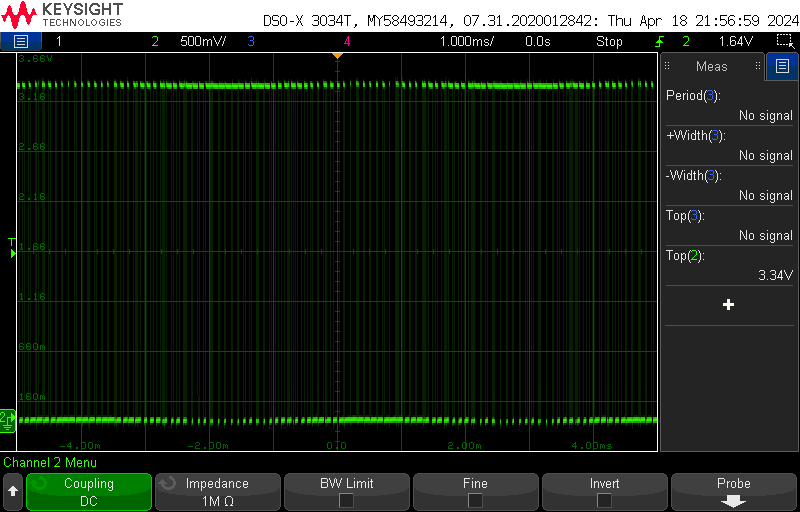 KEYSIGHT
TECHNOLOGIES
DSO-X 3034T, MY58493214, 07.31.2020012842: Thu Apr 18 21:56:59 2024
1 2 500mV/ 3 4 1.000ms/ 0.0s Stop 2 1.64V
3.66V
3.16
2.66
2.16
T
1.66
1.16
660m
160m
2
-4.00m -2.00m 0.0 2.00m 4.00ms
Meas
Period(3):
No signal
+Width(3):
No signal
-Width(3):
No signal
Top(3):
No signal
Top(2):
3.34V
Channel 2 Menu
Coupling
DC
Impedance
1M Ω
BW Limit
Fine
Invert
Probe